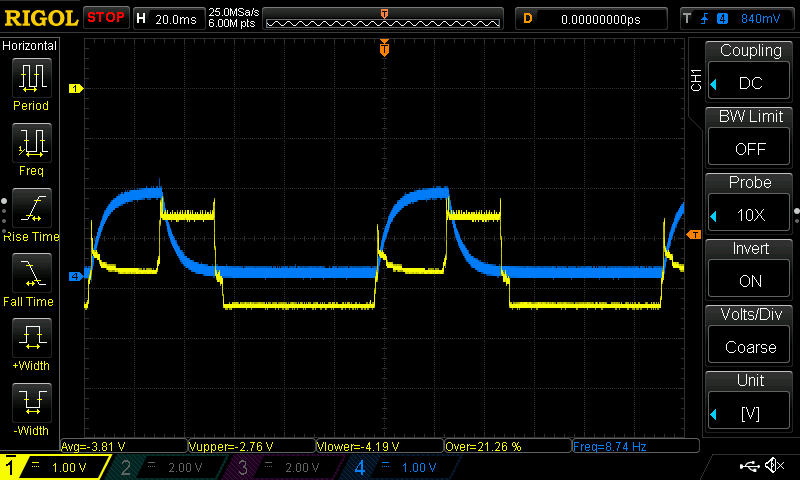 RIGOL STOP H 20.0ms 25.0MSa/s 6.00M pts T D 0.00000000ps T 4 840mV
Horizontal
Period
Freq
Rise Time
Fall Time
+Width
-Width
1
4
T
T
CH1
Coupling
DC
BW Limit
OFF
Probe
10X
Invert
ON
Volts/Div
Coarse
Unit
[V]
Avg=-3.81 V Vupper=-2.76 V Vlower=-4.19 V Over=21.26 % Freq=8.74 Hz
1 1.00 V 2 2.00 V 3 2.00 V 4 1.00 V